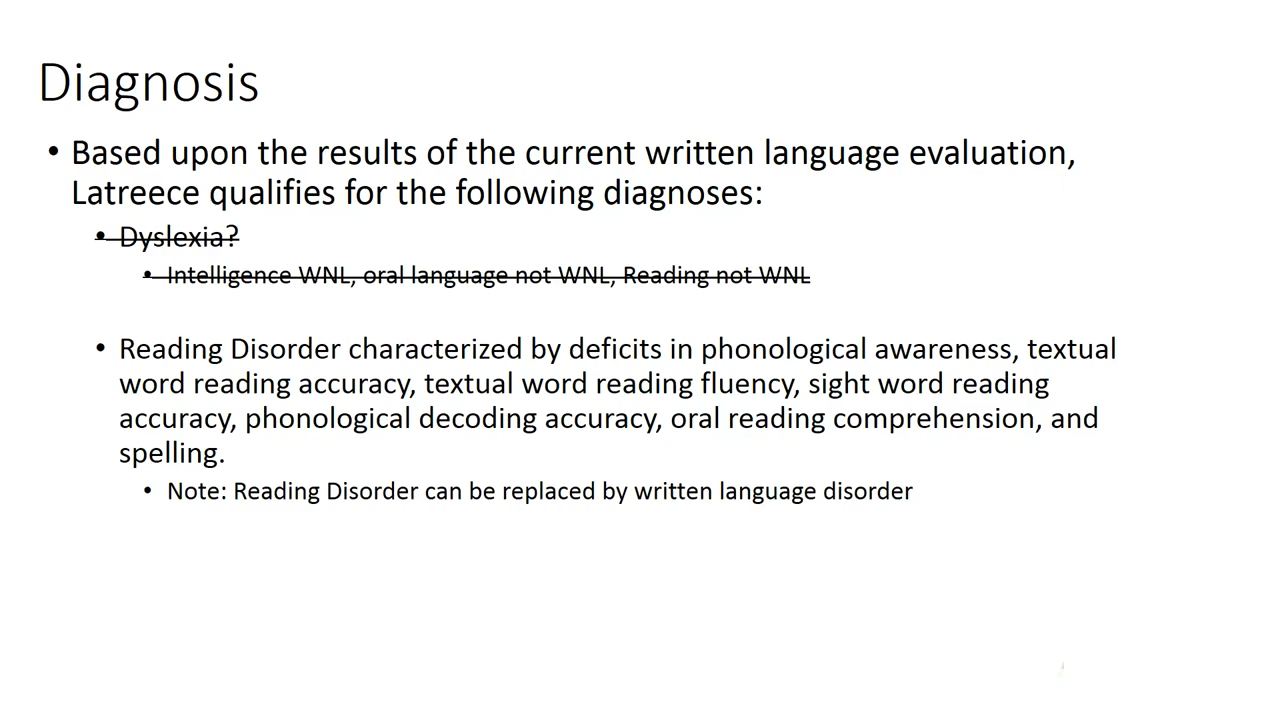 Diagnosis
• Based upon the results of the current written language evaluation,
Latreece qualifies for the following diagnoses:
• Dyslexia?
• Intelligence WNL, oral language not WNL, Reading not WNL
• Reading Disorder characterized by deficits in phonological awareness, textual
word reading accuracy, textual word reading fluency, sight word reading
accuracy, phonological decoding accuracy, oral reading comprehension, and
spelling.
• Note: Reading Disorder can be replaced by written language disorder